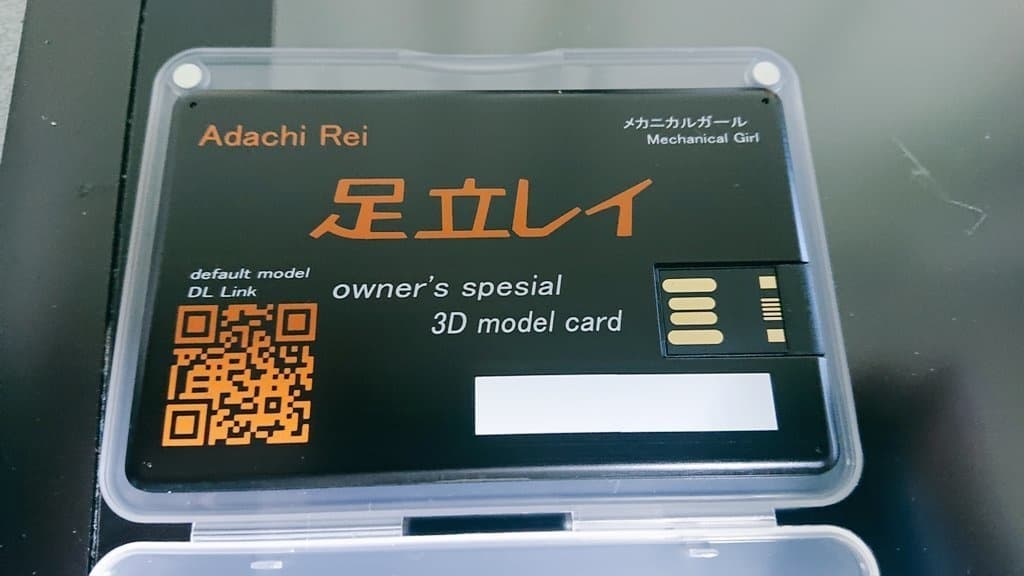 Adachi Rei
メカニカルガール
Mechanical Girl
足立レイ
default model
DL Link
owner's spesial
3D model card